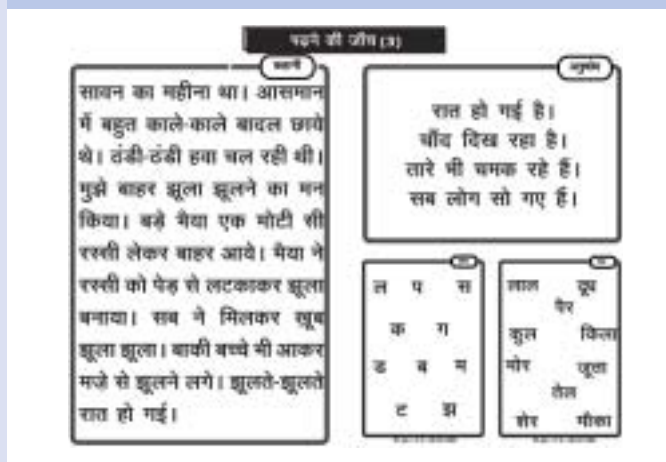 पढ़ने की जाँच (3)
कहानी
सावन का महीना था। आसमान
में बहुत काले-काले बादल छाये
थे। ठंडी-ठंडी हवा चल रही थी।
मुझे बाहर झूला झूलने का मन
किया। बड़े भैया एक मोटी सी
रस्सी लेकर बाहर आये। भैया ने
रस्सी को पेड़ से लटकाकर झूला
बनाया। सब ने मिलकर खूब
झूला झूला। बाकी बच्चे भी आकर
मजे से झूलने लगे। झूलते-झूलते
रात हो गई।
अनुच्छेद
रात हो गई है।
चाँद दिख रहा है।
तारे भी चमक रहे हैं।
सब लोग सो गए हैं।
ल प स
क ग
ड ब म
ट झ
लाल दूध
पैर
कुल किला
मोर जूता
तेल
शेर मौका